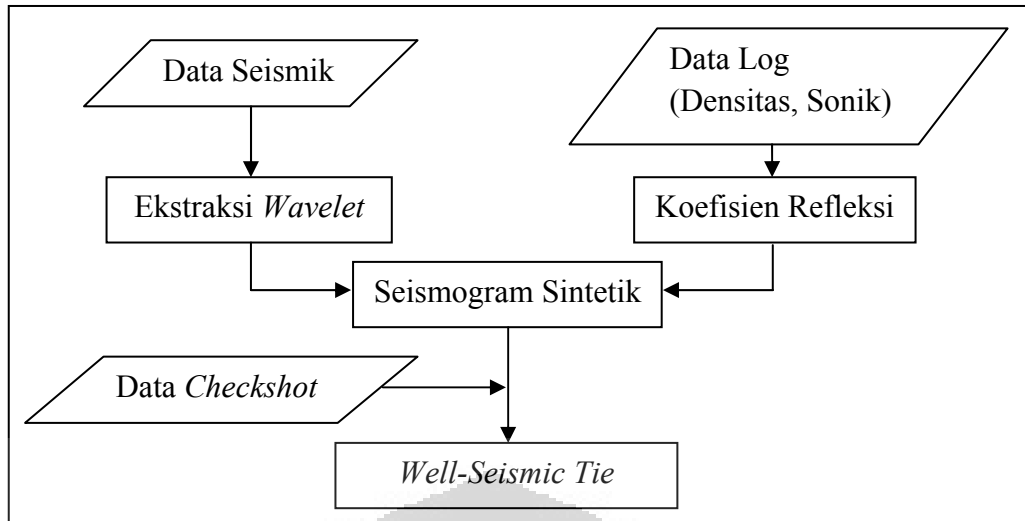 Data Seismik
Data Log
(Densitas, Sonik)
Ekstraksi Wavelet
Koefisien Refleksi
Seismogram Sintetik
Data Checkshot
Well-Seismic Tie